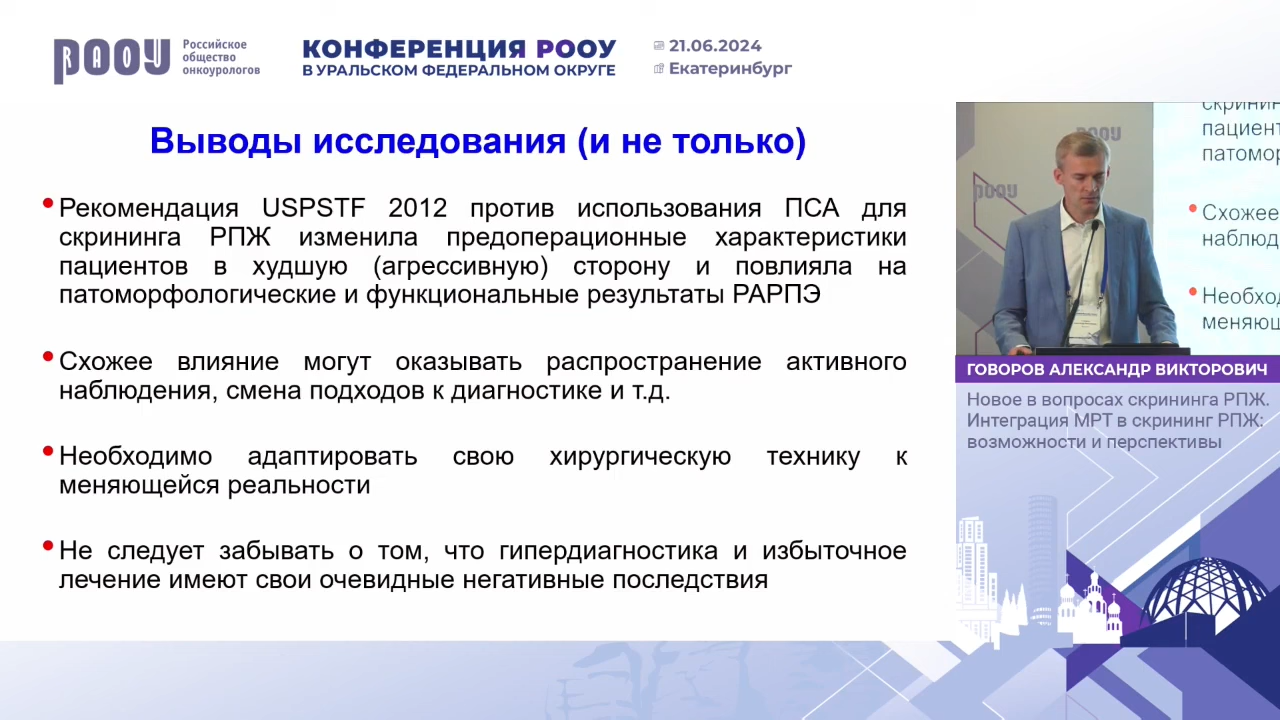 РООУ
RAOU
Российское
общество
онкоурологов
КОНФЕРЕНЦИЯ РООУ
В УРАЛЬСКОМ ФЕДЕРАЛЬНОМ ОКРУГЕ
21.06.2024
Екатеринбург
Выводы исследования (и не только)
Рекомендация USPSTF 2012 против использования ПСА для
скрининга РПЖ изменила предоперационные характеристики
пациентов в худшую (агрессивную) сторону и повлияла на
патоморфологические и функциональные результаты РАРПЭ
Схожее влияние могут оказывать распространение активного
наблюдения, смена подходов к диагностике и т.д.
Необходимо адаптировать свою хирургическую технику к
меняющейся реальности
Не следует забывать о том, что гипердиагностика и избыточное
лечение имеют свои очевидные негативные последствия
РООУ
РООУ
скринин
пациент
патомор
Схожее
наблюд
Необход
меняющ
ГОВОРОВ АЛЕКСАНДР ВИКТОРОВИЧ
Новое в вопросах скрининга РПЖ.
Интеграция МРТ в скрининг РПЖ:
возможности и перспективы